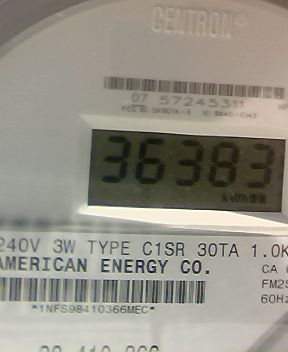 CENTRON®
07 57245311
36383
kWh
240V 3W TYPE C1SR 30TA 1.0K
AMERICAN ENERGY CO. CA
FM2S
60Hz
*1NFS98410366MEC*